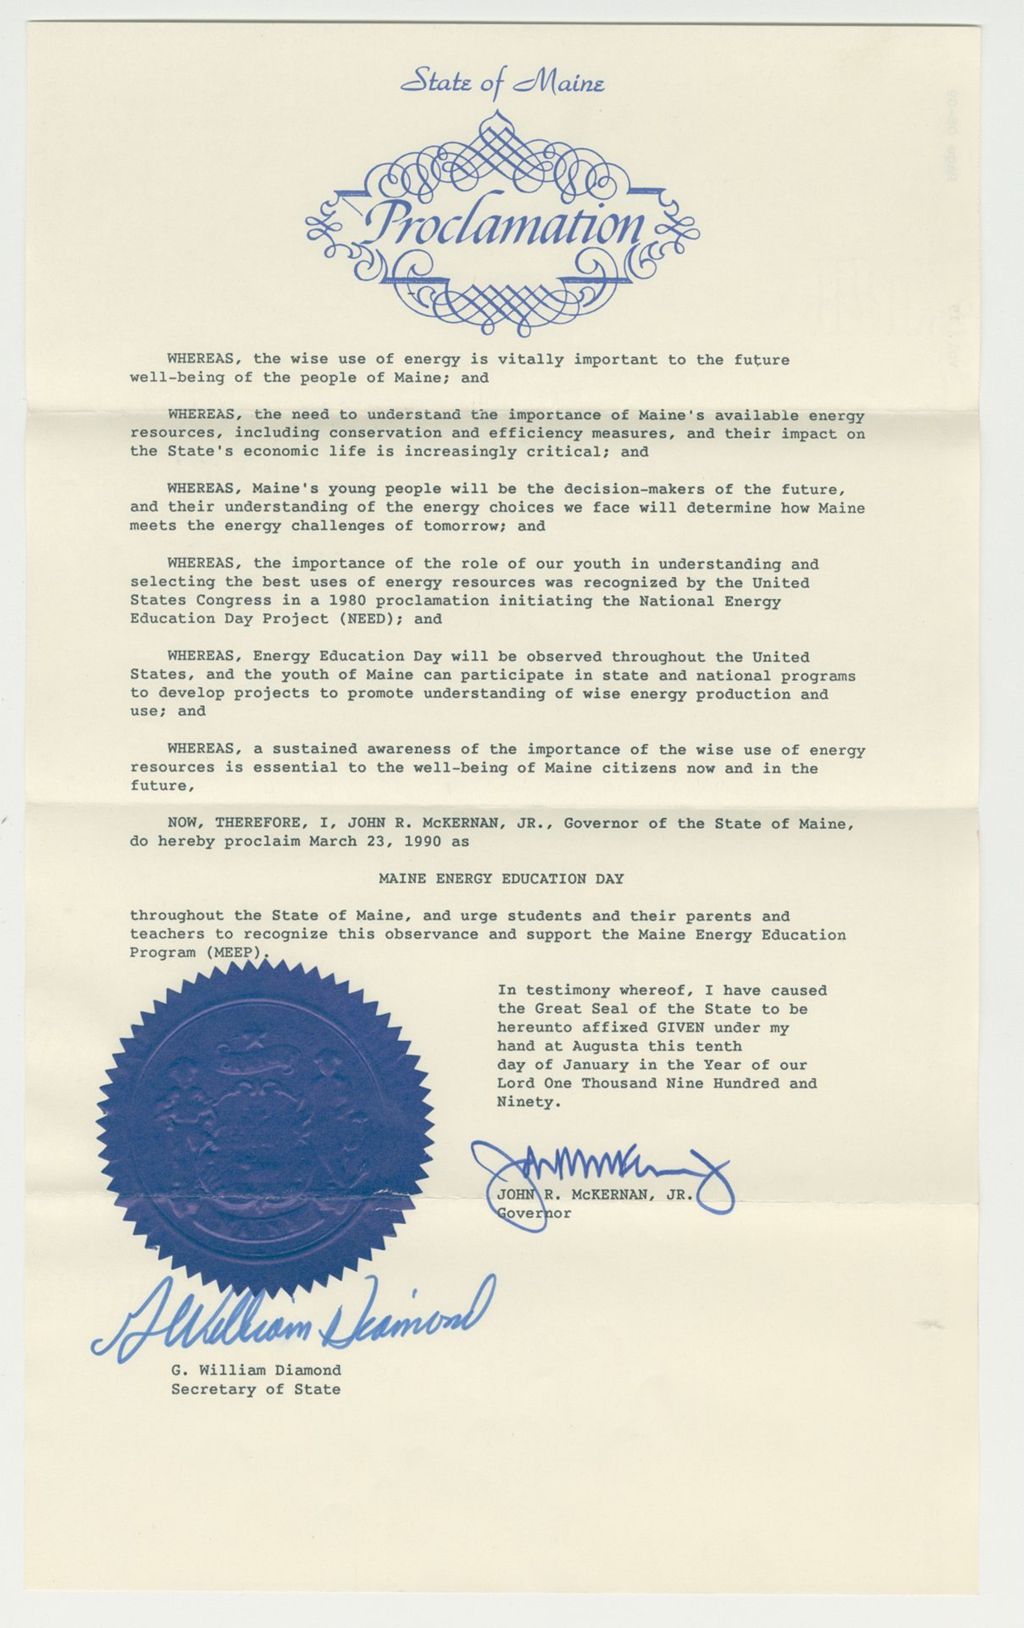 State of Maine
Proclamation
WHEREAS, the wise use of energy is vitally important to the future
well-being of the people of Maine; and
WHEREAS, the need to understand the importance of Maine's available energy
resources, including conservation and efficiency measures, and their impact on
the State's economic life is increasingly critical; and
WHEREAS, Maine's young people will be the decision-makers of the future,
and their understanding of the energy choices we face will determine how Maine
meets the energy challenges of tomorrow; and
WHEREAS, the importance of the role of our youth in understanding and
selecting the best uses of energy resources was recognized by the United
States Congress in a 1980 proclamation initiating the National Energy
Education Day Project (NEED); and
WHEREAS, Energy Education Day will be observed throughout the United
States, and the youth of Maine can participate in state and national programs
to develop projects to promote understanding of wise energy production and
use; and
WHEREAS, a sustained awareness of the importance of the wise use of energy
resources is essential to the well-being of Maine citizens now and in the
future,
NOW, THEREFORE, I, JOHN R. McKERNAN, JR., Governor of the State of Maine,
do hereby proclaim March 23, 1990 as
MAINE ENERGY EDUCATION DAY
throughout the State of Maine, and urge students and their parents and
teachers to recognize this observance and support the Maine Energy Education
Program (MEEP).
In testimony whereof, I have caused
the Great Seal of the State to be
hereunto affixed GIVEN under my
hand at Augusta this tenth
day of January in the Year of our
Lord One Thousand Nine Hundred and
Ninety.
JOHN R. McKERNAN, JR.
Governor
G William Diamond
G. William Diamond
Secretary of State